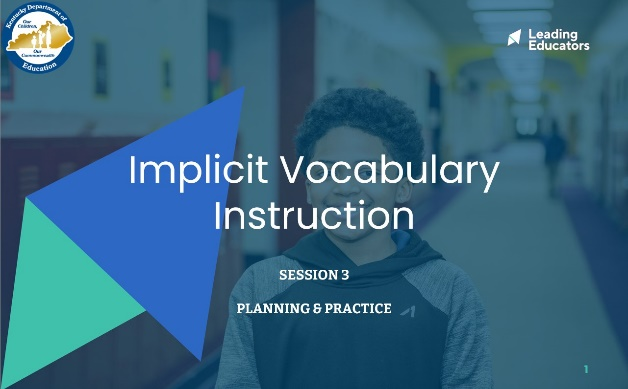 Kentucky Department of
Our
Children,
Our
Commonwealth
Education
Leading
Educators
Implicit Vocabulary
Instruction
SESSION 3
PLANNING & PRACTICE
1